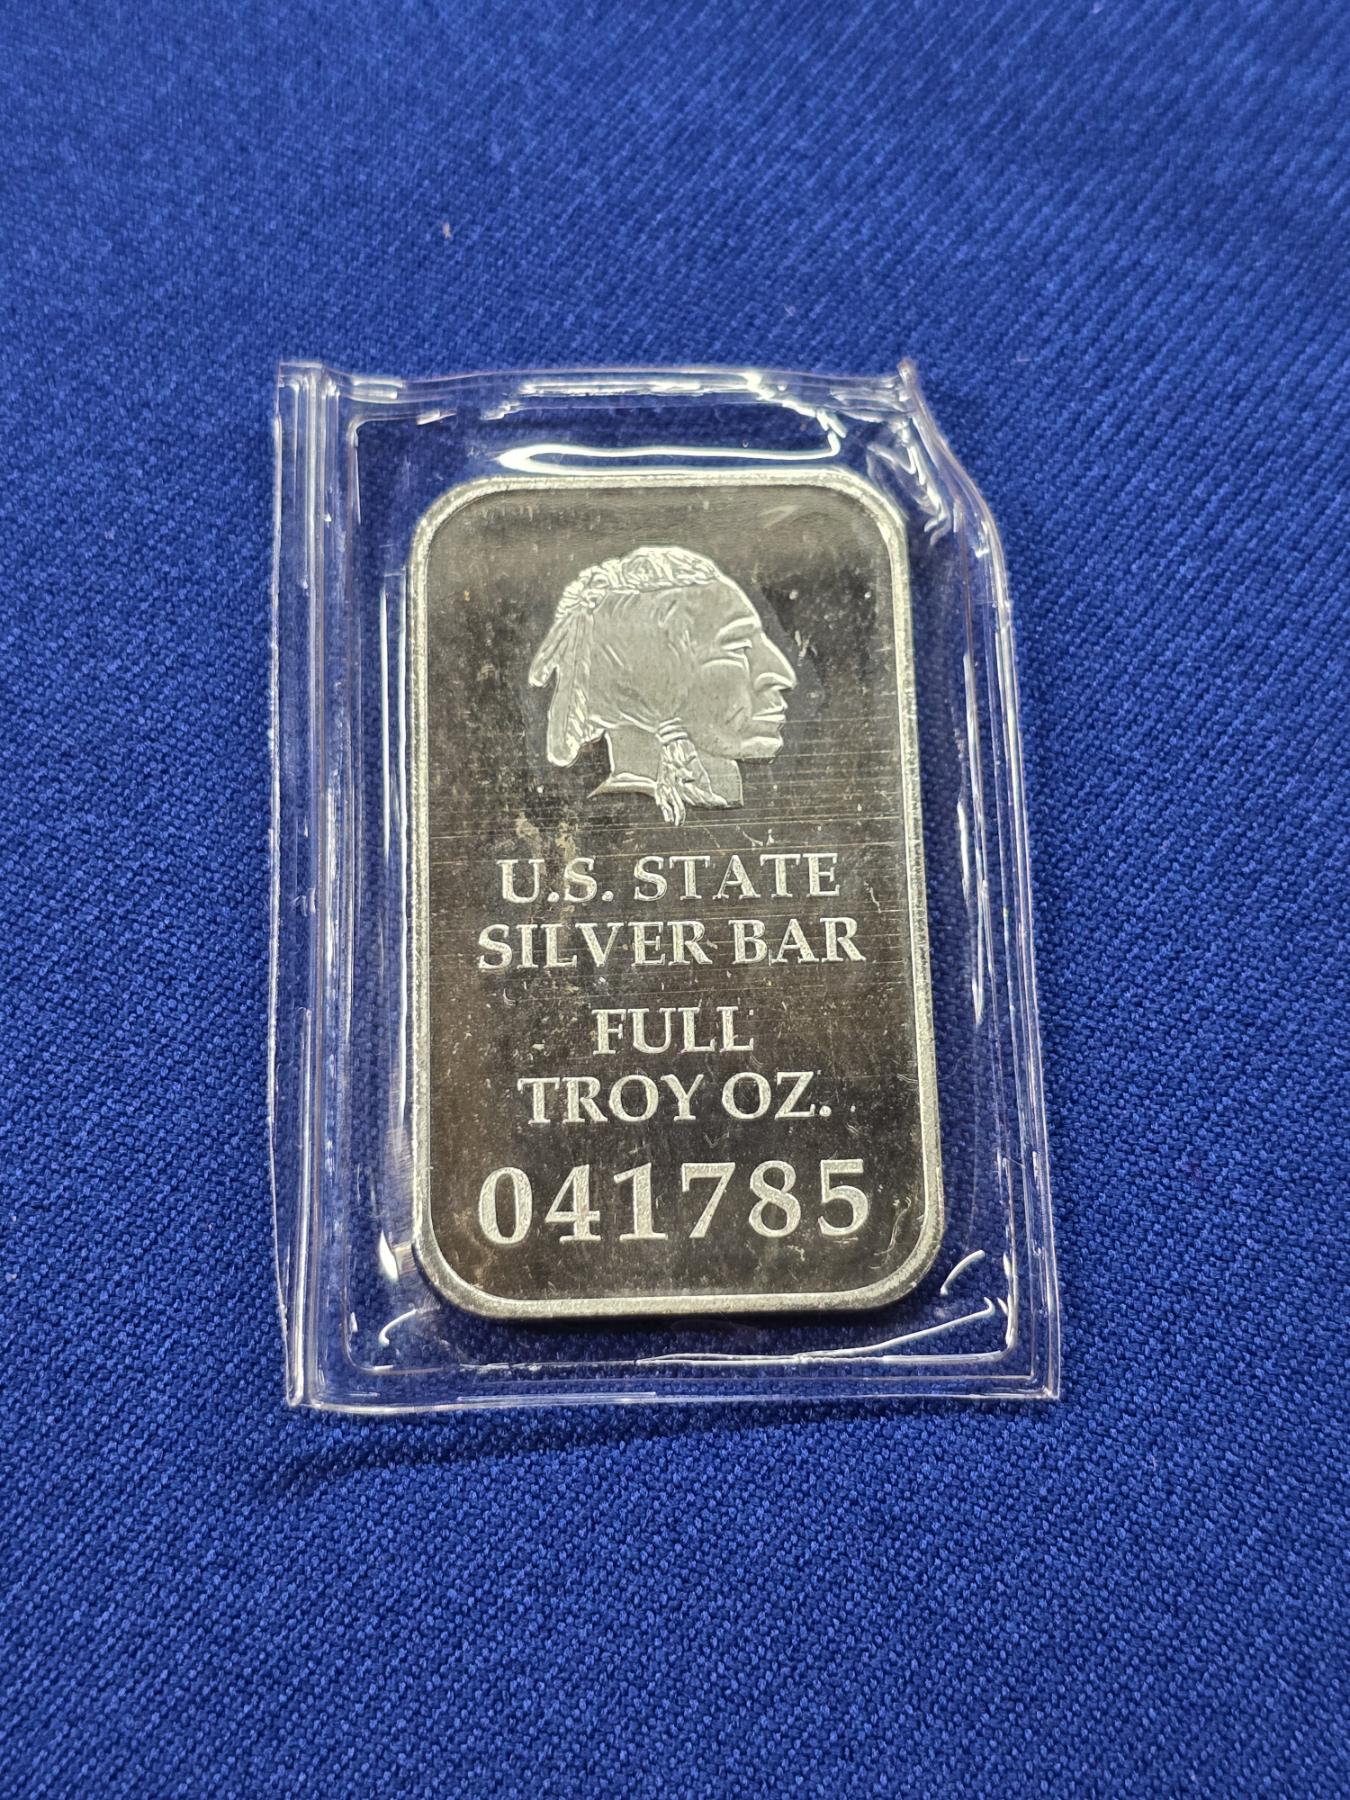 U.S. STATE
SILVER BAR
FULL
TROY OZ.
041785